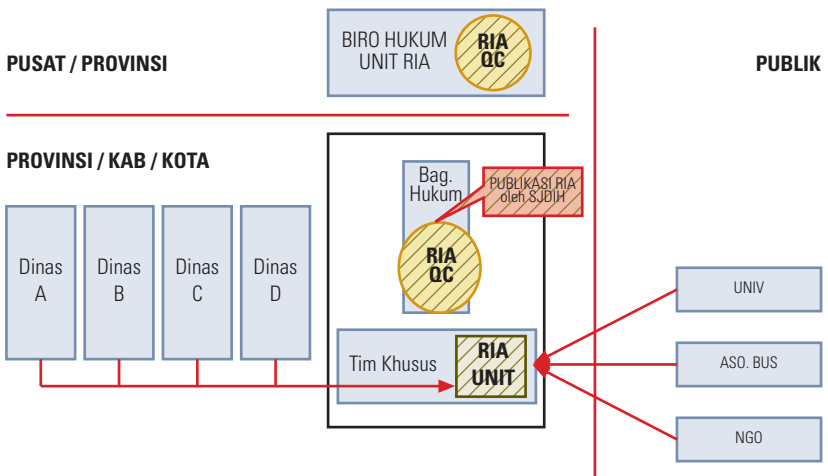 PUSAT / PROVINSI
BIRO HUKUM
UNIT RIA
RIA
QC
PUBLIK
PROVINSI / KAB / KOTA
Bag.
Hukum
PUBLIKASI RIA
oleh SJDIH
RIA
QC
Dinas
A
Dinas
B
Dinas
C
Dinas
D
Tim Khusus
RIA
UNIT
UNIV
ASO. BUS
NGO